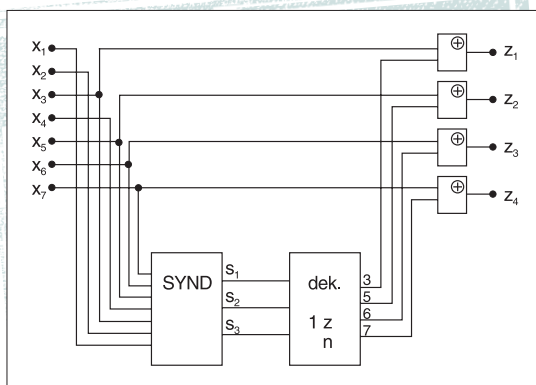 x₁
x₂
x₃
x₄
x₅
x₆
x₇
⊕ z₁
⊕ z₂
⊕ z₃
⊕ z₄
SYND
s₁
s₂
s₃
dek.
1 z
n
3
5
6
7